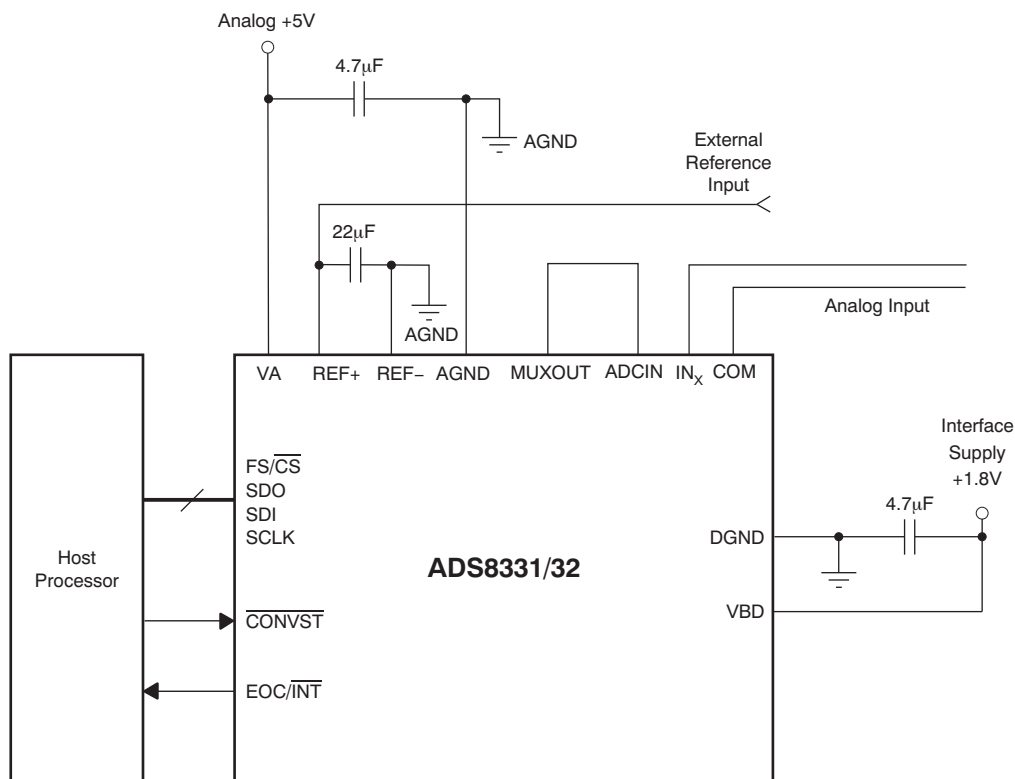 Analog +5V
4.7µF
AGND
External
Reference
Input
22µF
AGND
Analog Input
VA
REF+
REF−
AGND
MUXOUT
ADCIN
INX
COM
Interface
Supply
+1.8V
4.7µF
FS/CS
SDO
SDI
SCLK
DGND
Host
Processor
ADS8331/32
VBD
CONVST
EOC/INT